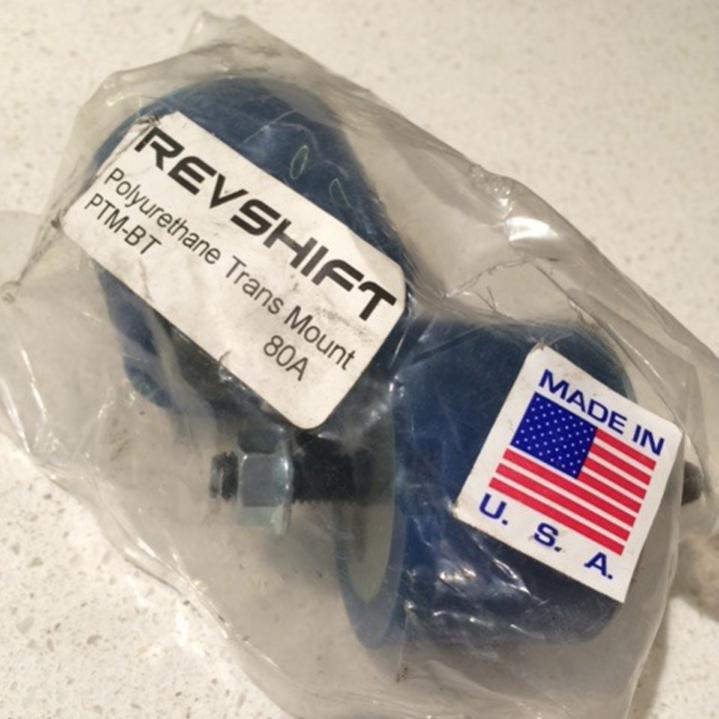 REVSHIFT
Polyurethane Trans Mount
PTM-BT
80A
MADE IN
U. S. A.